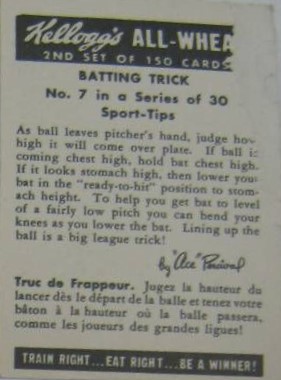 Kellogg's ALL-WHEA
2ND SET OF 150 CARDS
BATTING TRICK
No. 7 in a Series of 30
Sport-Tips
As ball leaves pitcher's hand, judge how
high it will come over plate. If ball is
coming chest high, hold bat chest high.
If it looks stomach high, then lower your
bat in the "ready-to-hit" position to stom-
ach height. To help you get bat to level
of a fairly low pitch you can bend your
knees as you lower the bat. Lining up the
ball is a big league trick!
by "Ace" Percival
Truc de Frappeur. Jugez la hauteur du
lancer dès le départ de la balle et tenez votre
bâton à la hauteur où la balle passera,
comme les joueurs des grandes ligues!
TRAIN RIGHT...EAT RIGHT...BE A WINNER!